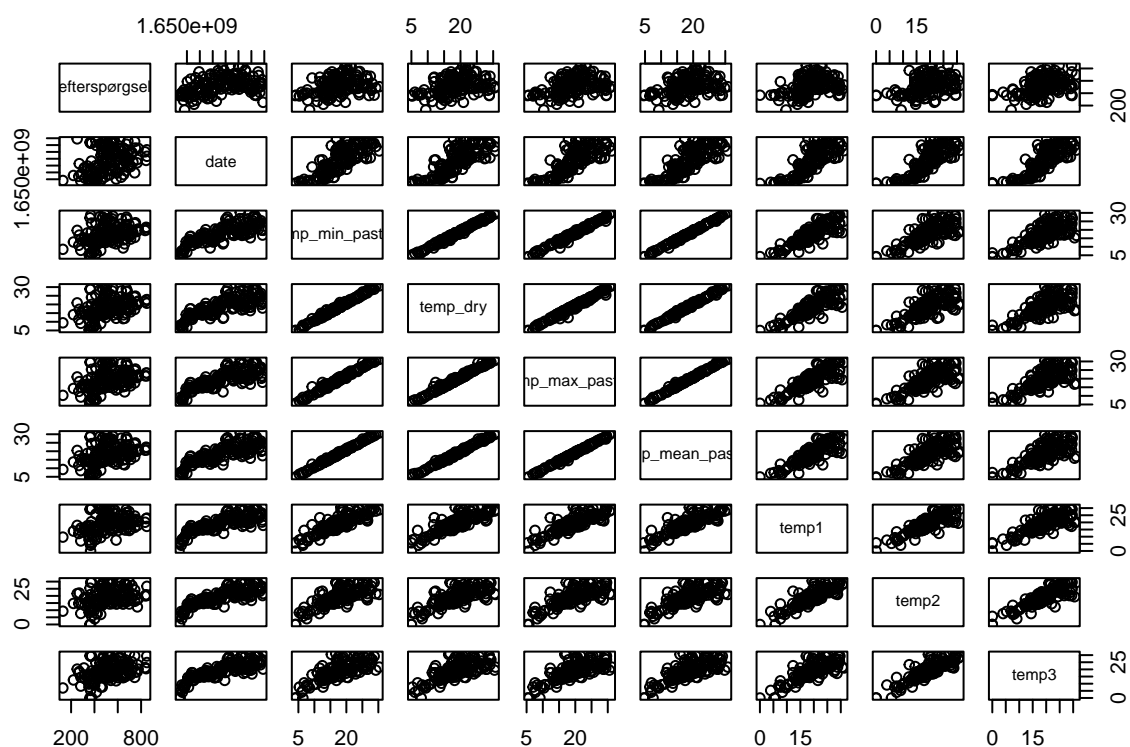 1.650e+09 5 20 5 20 0 15
efterspørgsel 200
1.650e+09 date
mp_min_past 5 30
5 30 temp_dry
mp_max_past 5 30
5 30 p_mean_pas
temp1 0 25
0 25 temp2
temp3 0 25
200 800 5 20 5 20 0 15 0 15